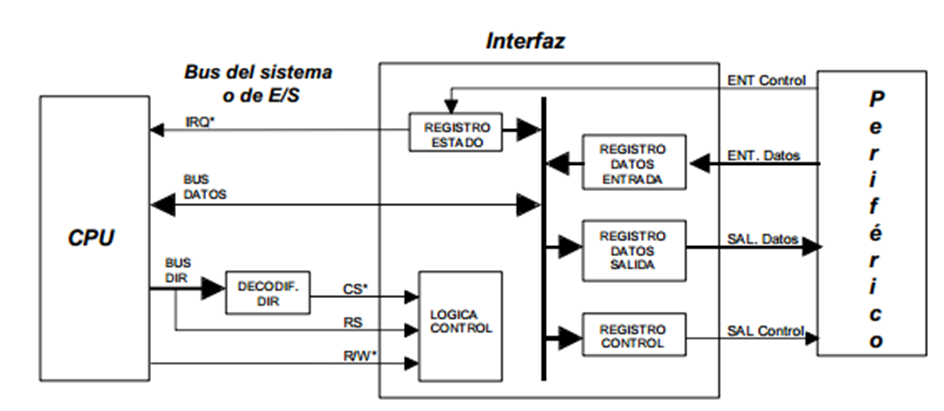 Interfaz
Bus del sistema
o de E/S
ENT Control
IRQ*
REGISTRO
ESTADO
REGISTRO
DATOS
ENTRADA
ENT. Datos
BUS
DATOS
CPU
REGISTRO
DATOS
SALIDA
SAL. Datos
BUS
DIR
DECODIF.
DIR
CS*
RS
R/W*
LOGICA
CONTROL
REGISTRO
CONTROL
SAL Control
Periférico